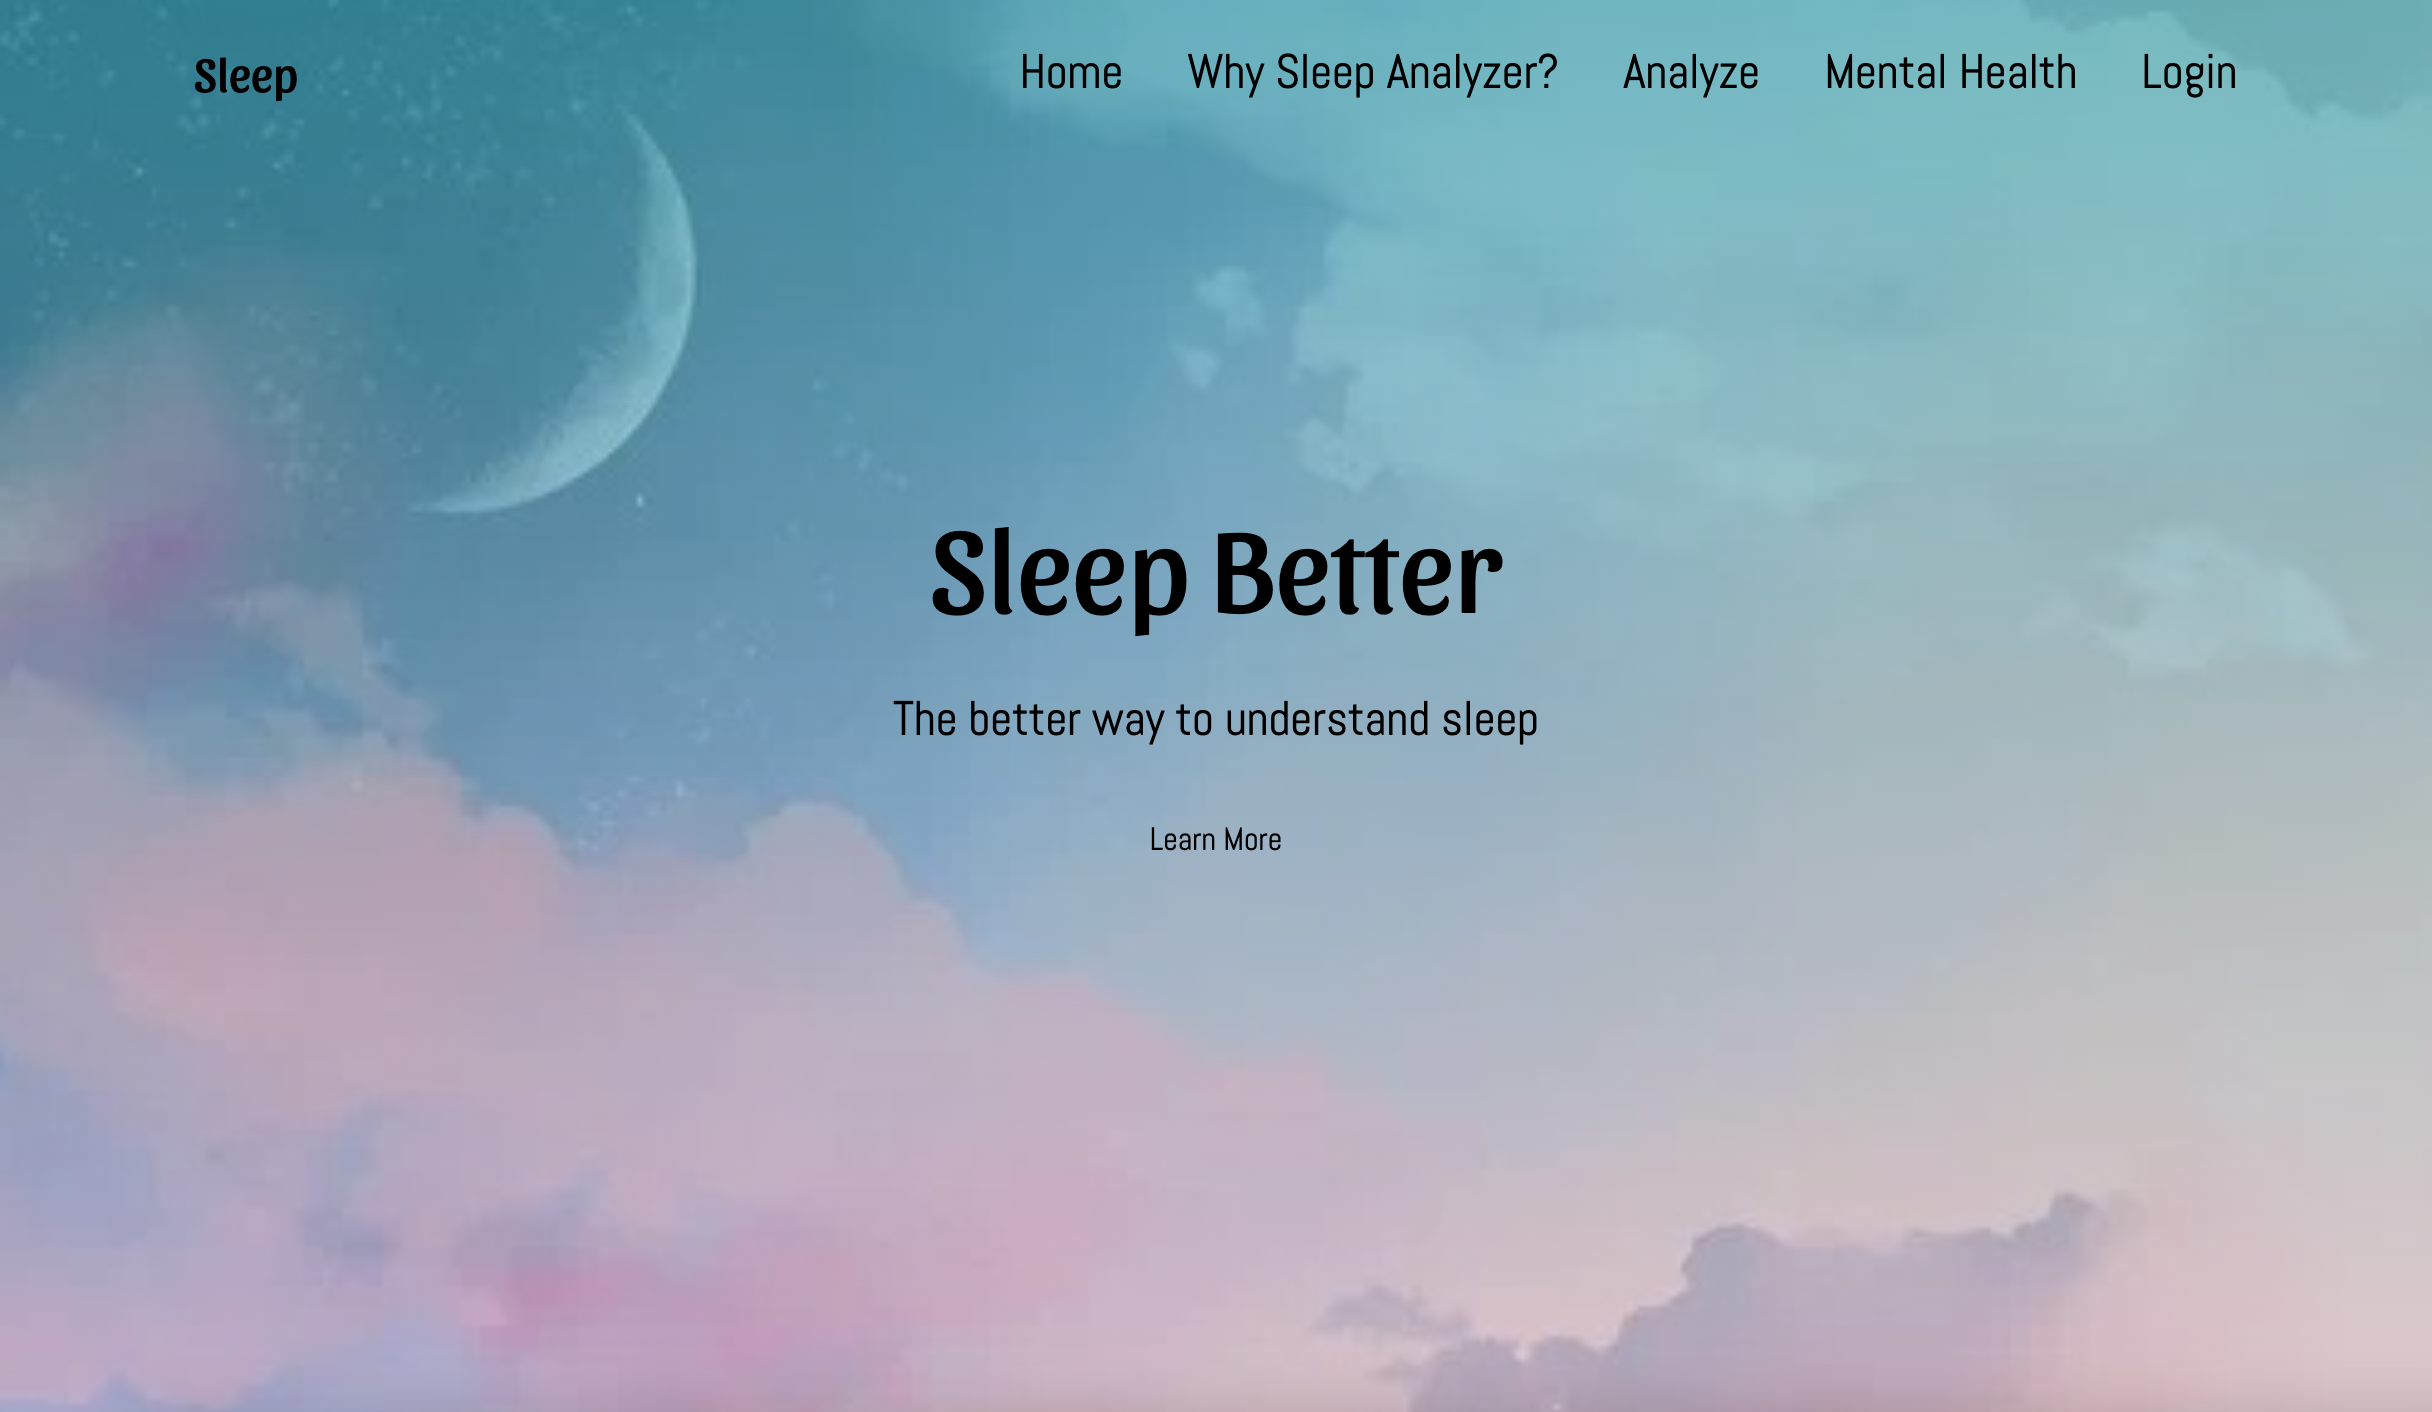 Sleep
Home Why Sleep Analyzer? Analyze Mental Health Login
Sleep Better
The better way to understand sleep
Learn More